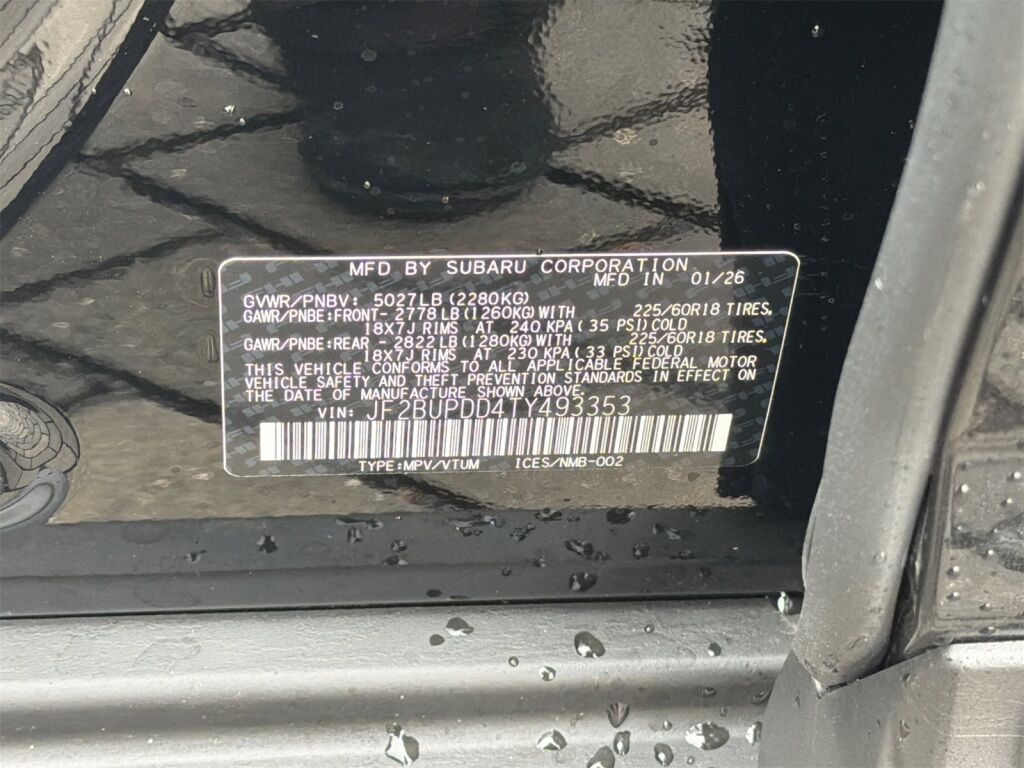 MFD BY SUBARU CORPORATION
MFD IN 01/26
GVWR/PNBV: 5027LB (2280KG)
GAWR/PNBE:FRONT- 2778LB(1260KG)WITH 225/60R18 TIRES,
18X7J RIMS AT 240 KPA(35 PSI)COLD
GAWR/PNBE:REAR - 2822LB(1280KG)WITH 225/60R18 TIRES,
18X7J RIMS AT 230 KPA(33 PSI)COLD
THIS VEHICLE CONFORMS TO ALL APPLICABLE FEDERAL MOTOR
VEHICLE SAFETY AND THEFT PREVENTION STANDARDS IN EFFECT ON
THE DATE OF MANUFACTURE SHOWN ABOVE.
VIN: JF2BUPDD4TY493353
TYPE:MPV/VTUM ICES/NMB-002